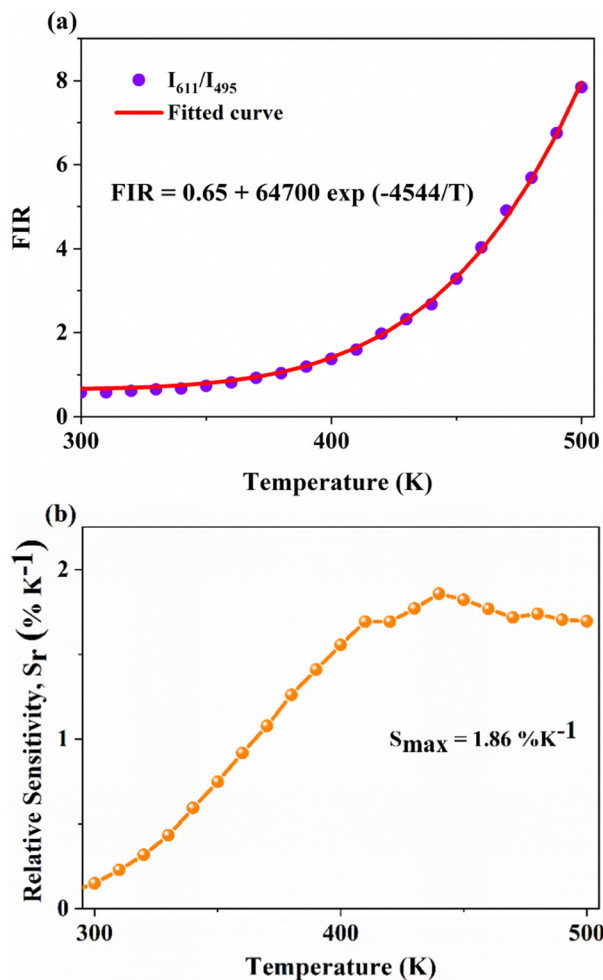 (a)
I611/I495
Fitted curve
FIR = 0.65 + 64700 exp (-4544/T)
FIR
8
6
4
2
0
300
400
500
Temperature (K)
(b)
Relative Sensitivity, Sr (% K-1)
2
1
0
Smax = 1.86 %K-1
300
400
500
Temperature (K)